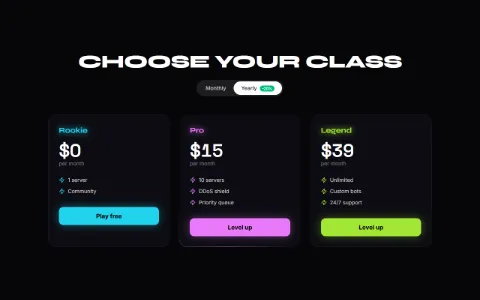 CHOOSE YOUR CLASS
Monthly
Yearly
Rookie
$0
per month
1 server
Community
Play free
Pro
$15
per month
10 servers
DDoS shield
Priority queue
Level up
Legend
$39
per month
Unlimited
Custom bots
24/7 support
Level up